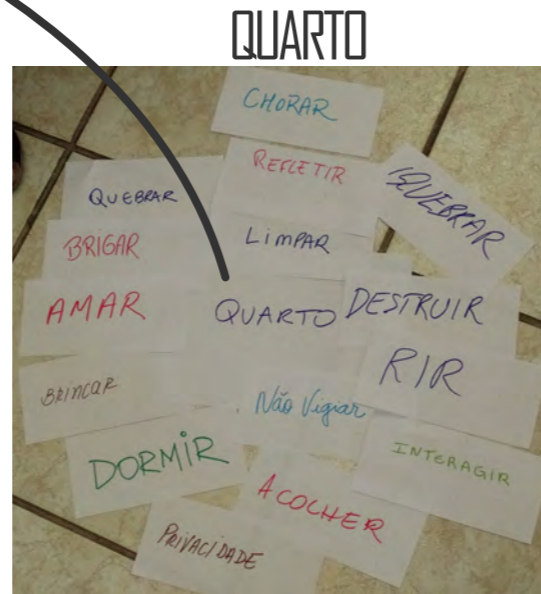 QUARTO
CHORAR
REFLETIR
QUEBRAR
QUEBRAR
BRIGAR
LIMPAR
AMAR
QUARTO
DESTRUIR
RIR
BRINCAR
Não Vigiar
INTERAGIR
DORMIR
ACOLHER
PRIVACIDADE